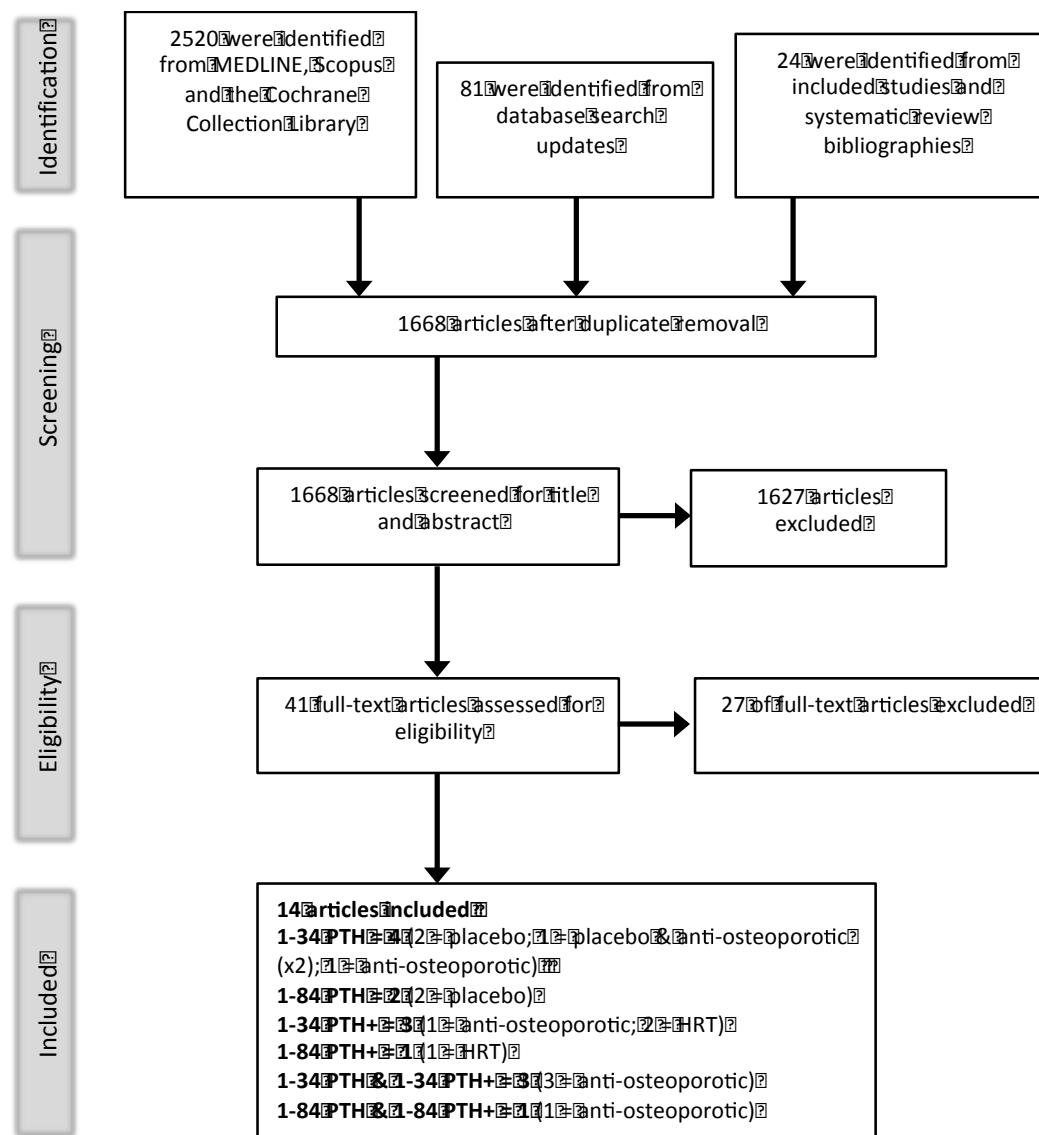 Identification
2520 were identified
from MEDLINE, Scopus
and the Cochrane
Collection Library
81 were identified from
database search
updates
24 were identified from
included studies and
systematic review
bibliographies
Screening
1668 articles after duplicate removal
1668 articles screened for title
and abstract
1627 articles
excluded
Eligibility
41 full-text articles assessed for
eligibility
27 of full-text articles excluded
Included
14 articles included
1-34 PTH = 4 (2 = placebo; 1 = placebo & anti-osteoporotic
(x2); 1 = anti-osteoporotic)
1-84 PTH = 2 (2 = placebo)
1-34 PTH+ = 3 (1 = anti-osteoporotic; 2 = HRT)
1-84 PTH+ = 1 (1 = HRT)
1-34 PTH & 1-34 PTH+ = 3 (3 = anti-osteoporotic)
1-84 PTH & 1-84 PTH+ = 1 (1 = anti-osteoporotic)